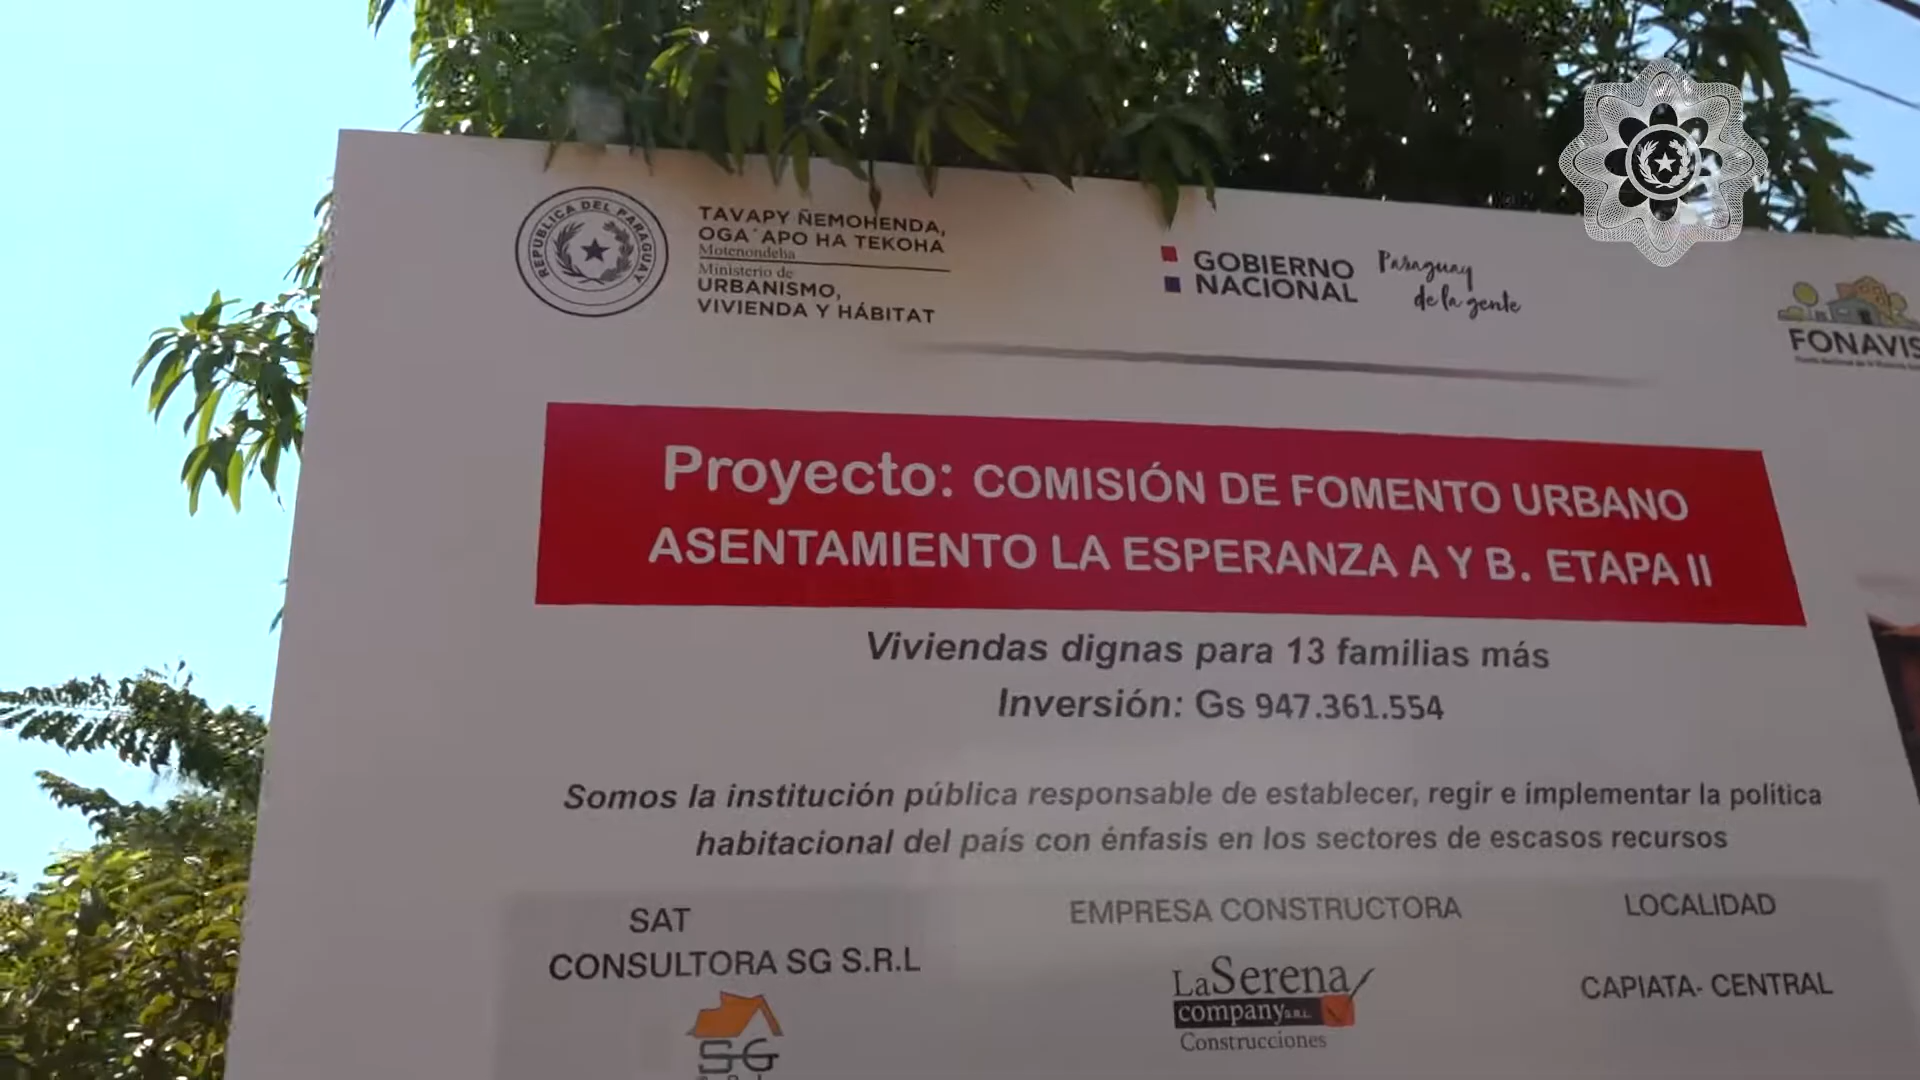 REPÚBLICA DEL PARAGUAY
TAVAPY ÑEMOHENDA,
OGA´APO HA TEKOHA
Motenondeha
Ministerio de
URBANISMO,
VIVIENDA Y HÁBITAT
GOBIERNO
NACIONAL
Paraguay
de la gente
FONAVIS
Proyecto: COMISIÓN DE FOMENTO URBANO
ASENTAMIENTO LA ESPERANZA A Y B. ETAPA II
Viviendas dignas para 13 familias más
Inversión: Gs 947.361.554
Somos la institución pública responsable de establecer, regir e implementar la política
habitacional del país con énfasis en los sectores de escasos recursos
SAT
CONSULTORA SG S.R.L
SG
EMPRESA CONSTRUCTORA
LaSerena
company S.R.L.
Construcciones
LOCALIDAD
CAPIATA- CENTRAL